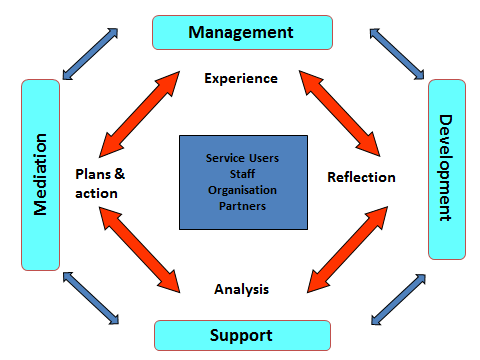 Management
Experience
Mediation
Plans &
action
Service Users
Staff
Organisation
Partners
Reflection
Development
Analysis
Support